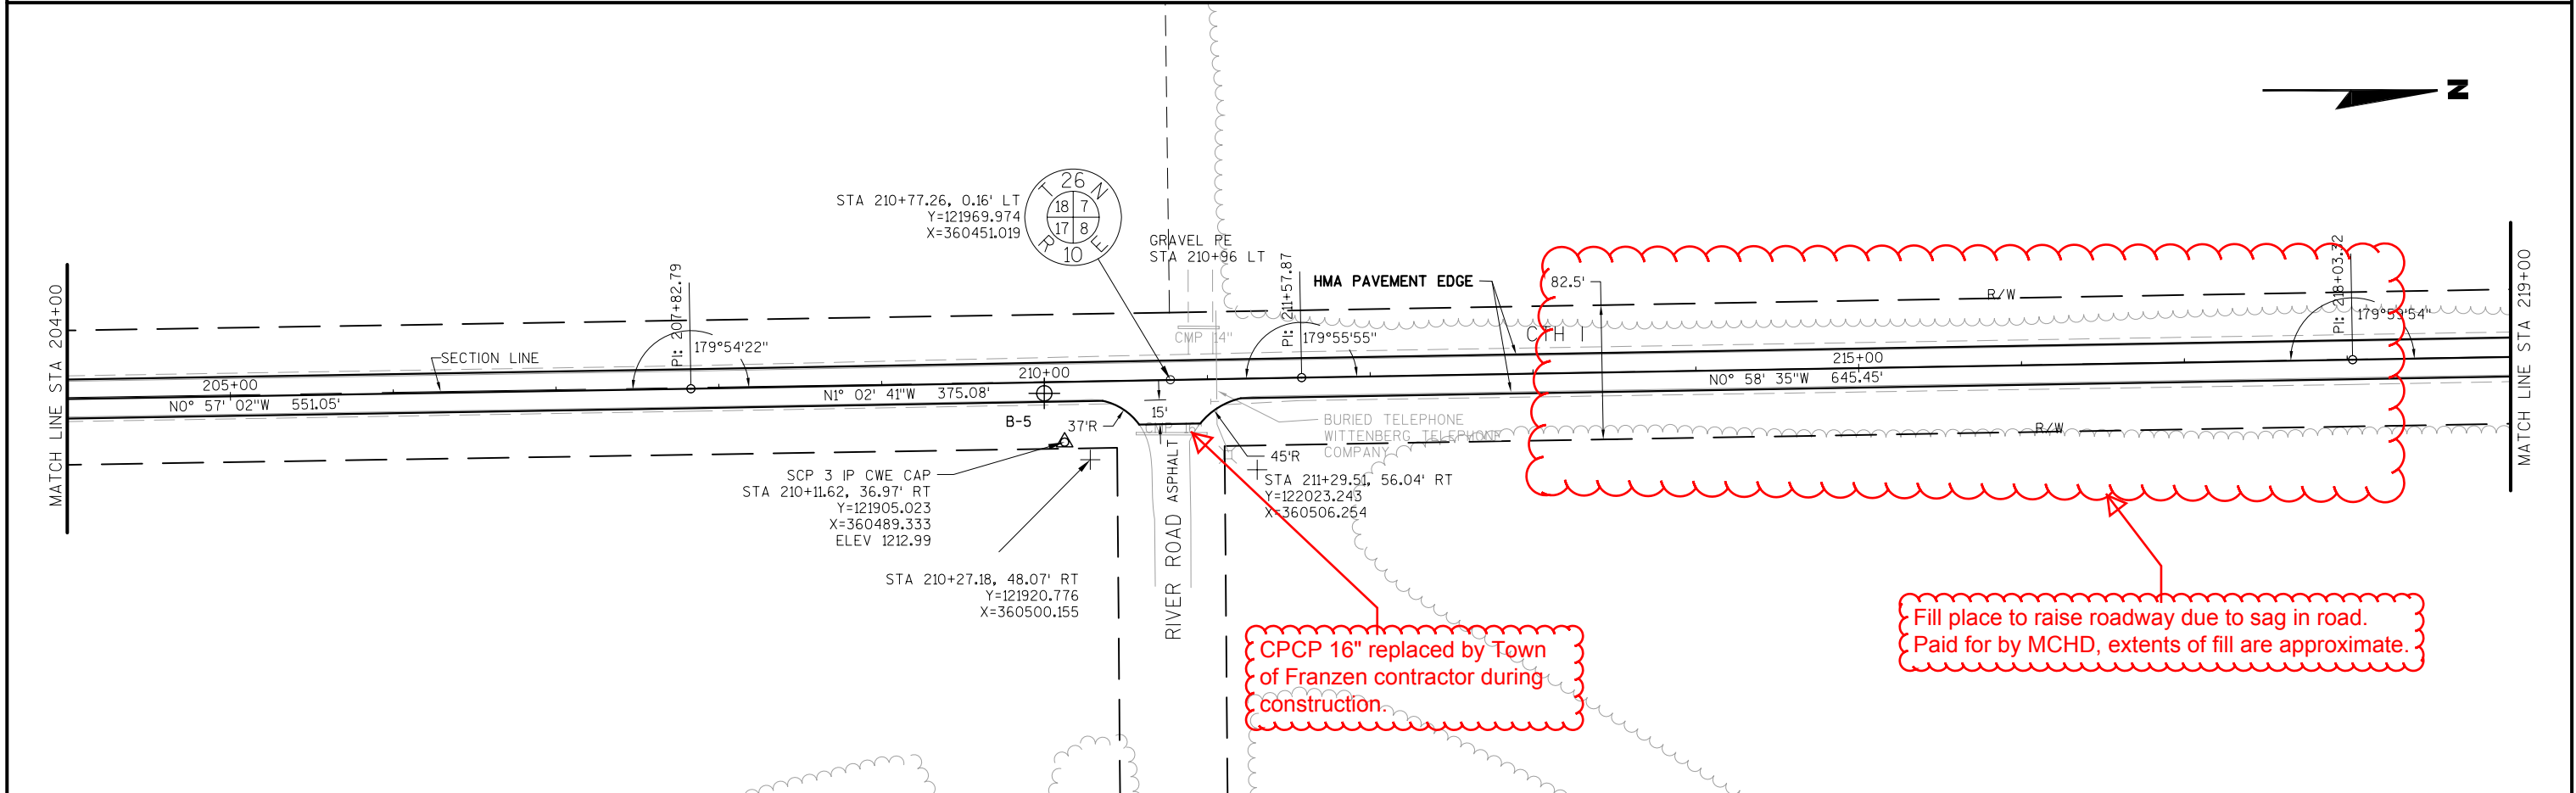 N
T 26 N
18 7
17 8
R 10 E
STA 210+77.26, 0.16' LT
Y=121969.974
X=360451.019
GRAVEL PE
STA 210+96 LT
MATCH LINE STA 204+00
PI: 207+82.79
179°54'22"
SECTION LINE
205+00
N0° 57' 02"W 551.05'
N1° 02' 41"W 375.08'
210+00
B-5
37'R
15'
CMP 14"
PI: 211+57.87
179°55'55"
HMA PAVEMENT EDGE
82.5'
CTH I
R/W
215+00
N0° 58' 35"W 645.45'
PI: 218+03.32
179°59'54"
MATCH LINE STA 219+00
R/W
BURIED TELEPHONE
WITTENBERG TELEPHONE
COMPANY
45'R
STA 211+29.51, 56.04' RT
Y=122023.243
X=360506.254
SCP 3 IP CWE CAP
STA 210+11.62, 36.97' RT
Y=121905.023
X=360489.333
ELEV 1212.99
STA 210+27.18, 48.07' RT
Y=121920.776
X=360500.155
CMP
RIVER ROAD
ASPHALT
CPCP 16" replaced by Town
of Franzen contractor during
construction.
Fill place to raise roadway due to sag in road.
Paid for by MCHD, extents of fill are approximate.